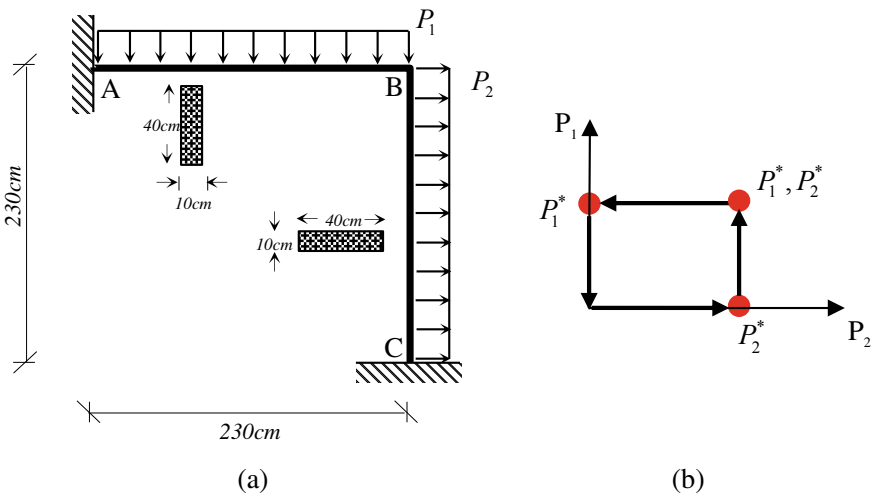 P₁
A
B
P₂
40cm
10cm
40cm
10cm
230cm
C
230cm
(a)
P₁
P₁*
P₁*, P₂*
P₂*
P₂
(b)